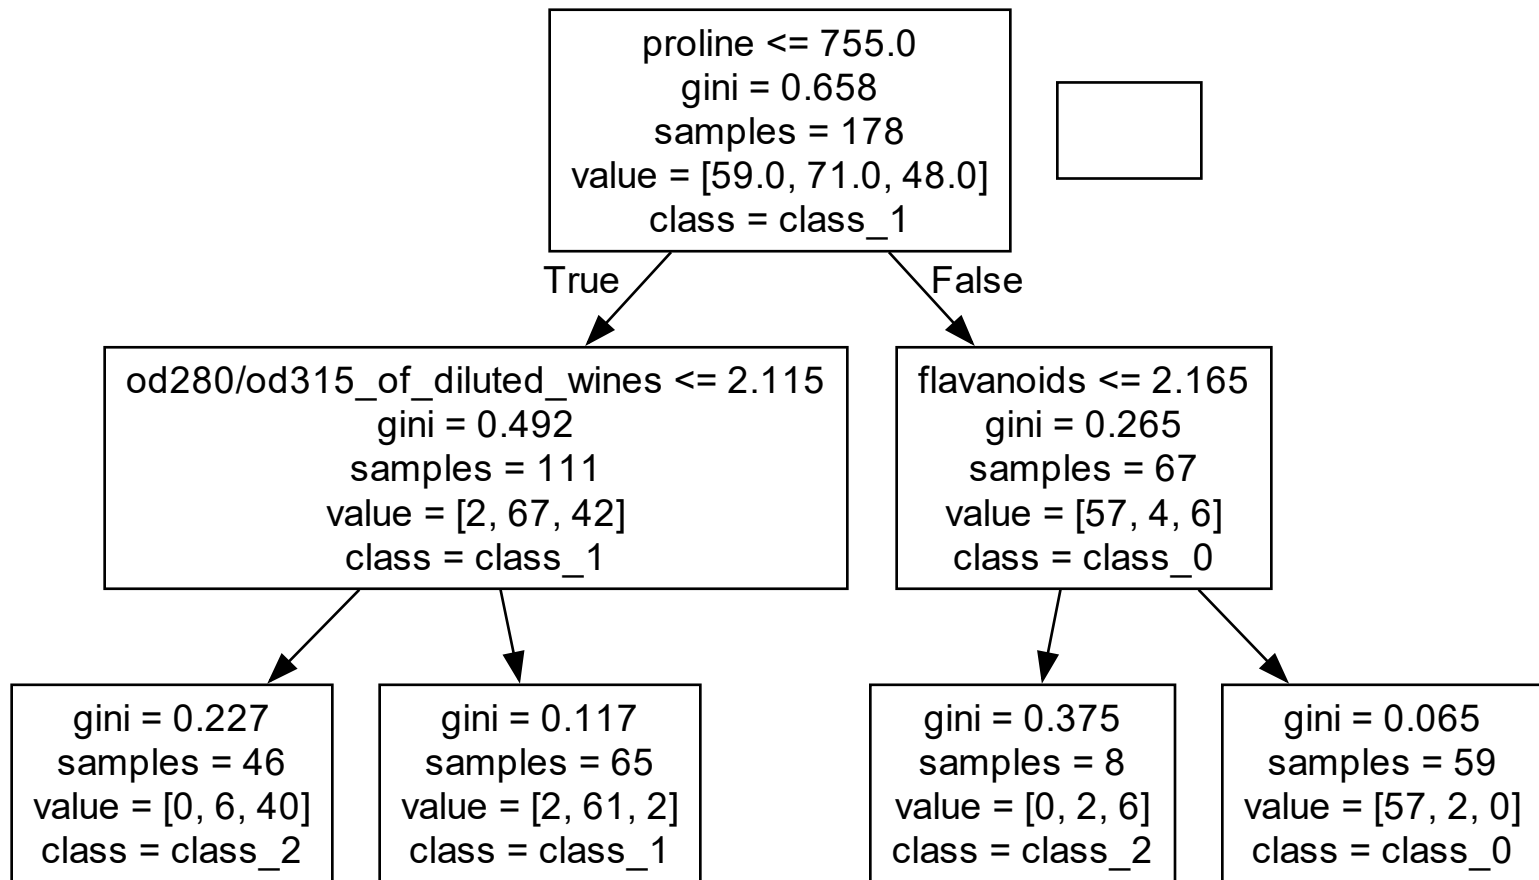 proline <= 755.0
gini = 0.658
samples = 178
value = [59.0, 71.0, 48.0]
class = class_1
True
False
od280/od315_of_diluted_wines <= 2.115
gini = 0.492
samples = 111
value = [2, 67, 42]
class = class_1
flavanoids <= 2.165
gini = 0.265
samples = 67
value = [57, 4, 6]
class = class_0
gini = 0.227
samples = 46
value = [0, 6, 40]
class = class_2
gini = 0.117
samples = 65
value = [2, 61, 2]
class = class_1
gini = 0.375
samples = 8
value = [0, 2, 6]
class = class_2
gini = 0.065
samples = 59
value = [57, 2, 0]
class = class_0